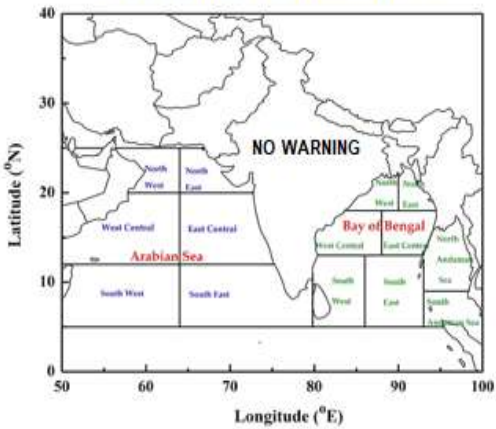 40
30
20
10
0
Latitude (°N)
NO WARNING
North
West
North
East
West Central
East Central
Arabian Sea
South West
South East
North
West
North
East
Bay of Bengal
West Central
East Central
South
West
South
East
North
Andaman
Sea
South
Andaman Sea
50
60
70
80
90
100
Longitude (°E)